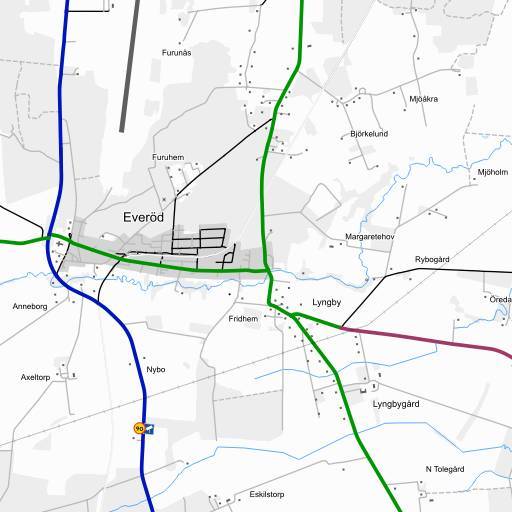 Furunäs
Mjöåkra
Björkelund
Furuhem
Mjöholm
Everöd
Margaretehov
Rybogård
Anneborg
Lyngby
Öreda
Fridhem
Nybo
Axeltorp
Lyngbygård
90
N Tolegård
Eskilstorp